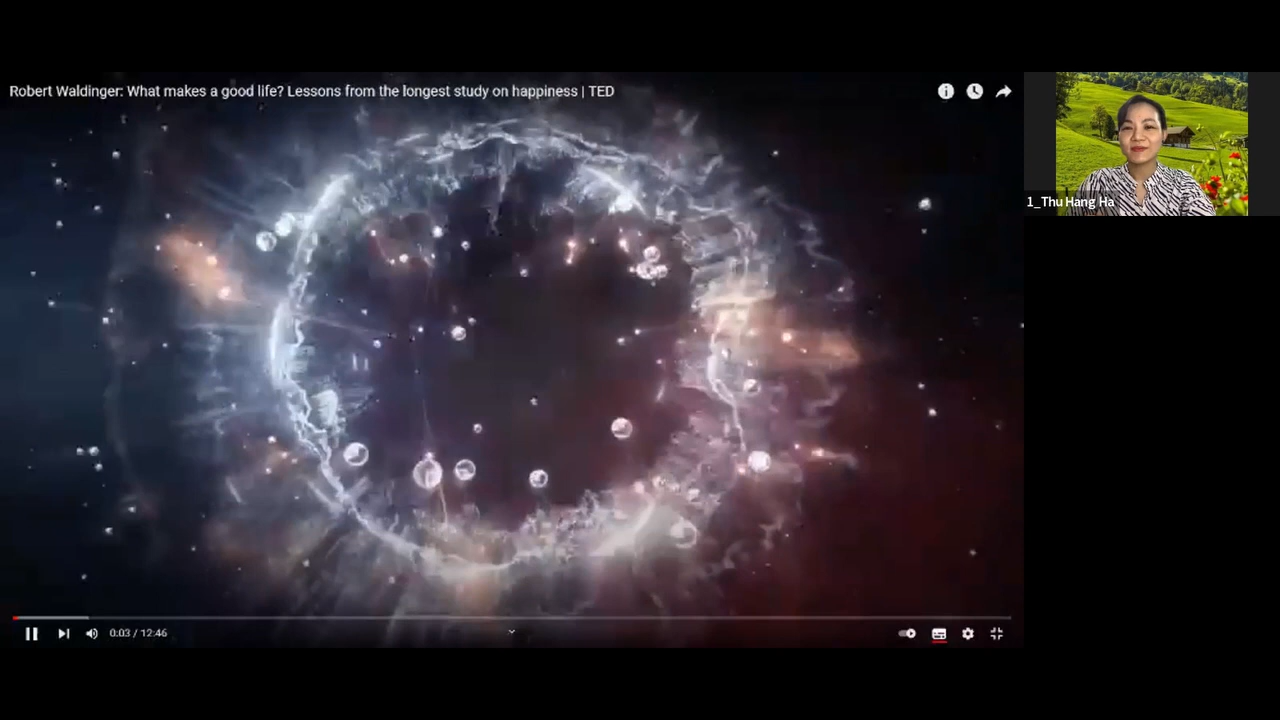 Robert Waldinger: What makes a good life? Lessons from the longest study on happiness | TED
1_Thu Hang Ha
0:03 / 12:46